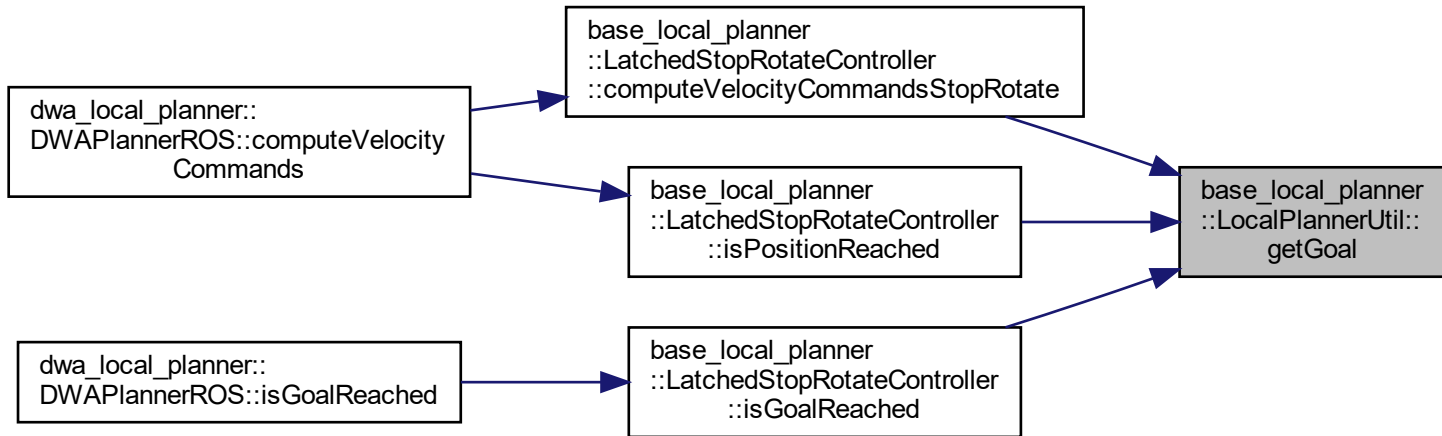 base_local_planner
::LatchedStopRotateController
::computeVelocityCommandsStopRotate
dwa_local_planner::
DWAPlannerROS::computeVelocity
Commands
base_local_planner
::LatchedStopRotateController
::isPositionReached
base_local_planner
::LocalPlannerUtil::
getGoal
dwa_local_planner::
DWAPlannerROS::isGoalReached
base_local_planner
::LatchedStopRotateController
::isGoalReached